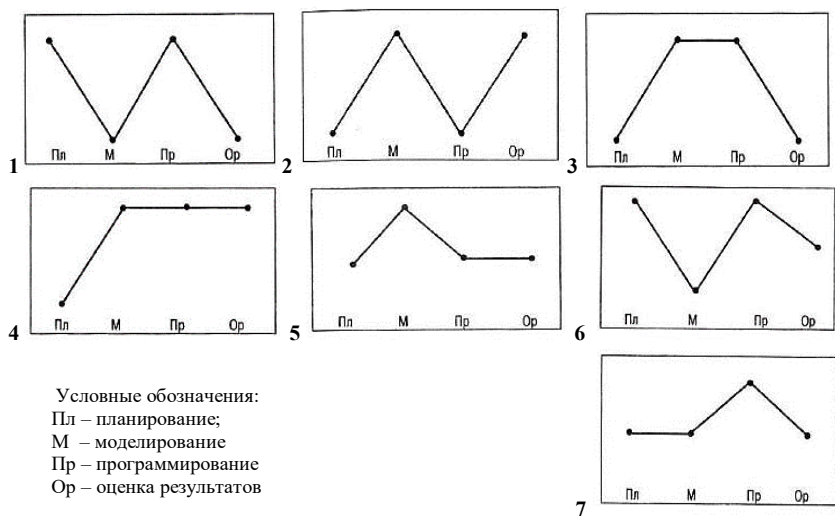 Пл М Пр Ор
1
Пл М Пр Ор
2
Пл М Пр Ор
3
Пл М Пр Ор
4
Пл М Пр Ор
5
Пл М Пр Ор
6
Условные обозначения:
Пл – планирование;
М – моделирование
Пр – программирование
Ор – оценка результатов
Пл М Пр Ор
7